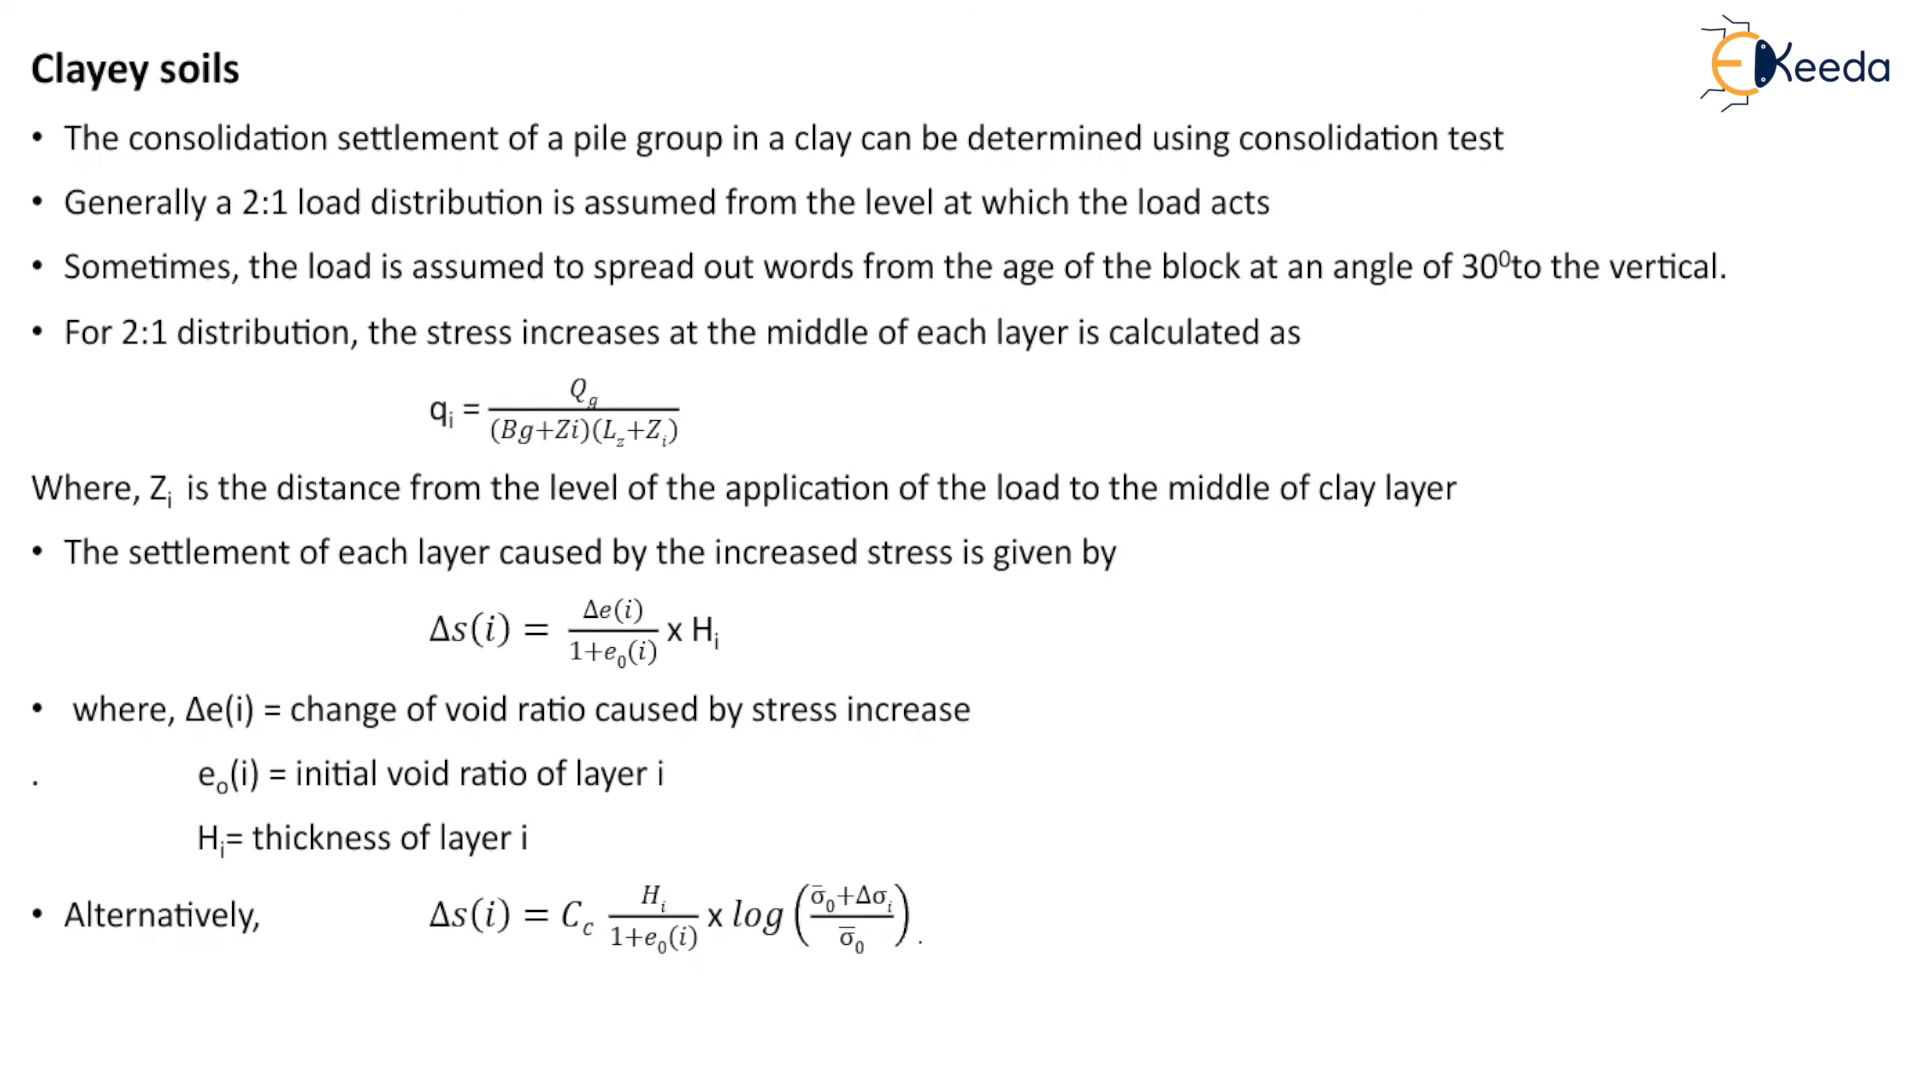 Clayey soils
EKeeda
• The consolidation settlement of a pile group in a clay can be determined using consolidation test
• Generally a 2:1 load distribution is assumed from the level at which the load acts
• Sometimes, the load is assumed to spread out words from the age of the block at an angle of 30⁰to the vertical.
• For 2:1 distribution, the stress increases at the middle of each layer is calculated as
qᵢ = Q_g / (Bg+Zi)(L_z+Z_i)
Where, Zᵢ is the distance from the level of the application of the load to the middle of clay layer
• The settlement of each layer caused by the increased stress is given by
Δs(i) = Δe(i) / 1+e₀(i) x Hᵢ
• where, Δe(i) = change of void ratio caused by stress increase
. eₒ(i) = initial void ratio of layer i
Hᵢ= thickness of layer i
• Alternatively, Δs(i) = C_c H_i / 1+e₀(i) x log (σ̄₀+Δσᵢ / σ̄₀) .